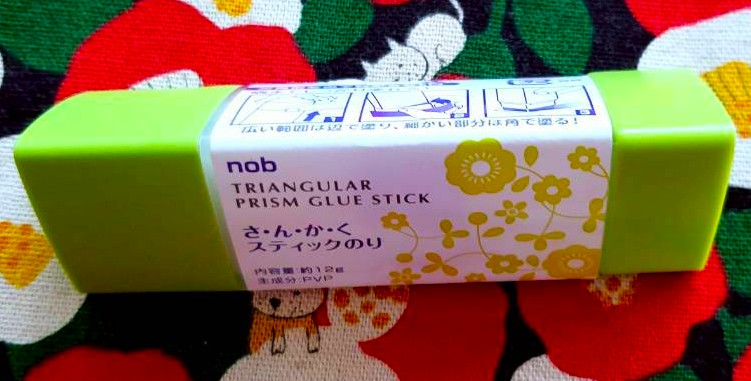 広い範囲は辺で塗り、細かい部分は角で塗る!
nob
TRIANGULAR
PRISM GLUE STICK
さ・ん・か・く
スティックのり
内容量:約12g
主成分:PVP